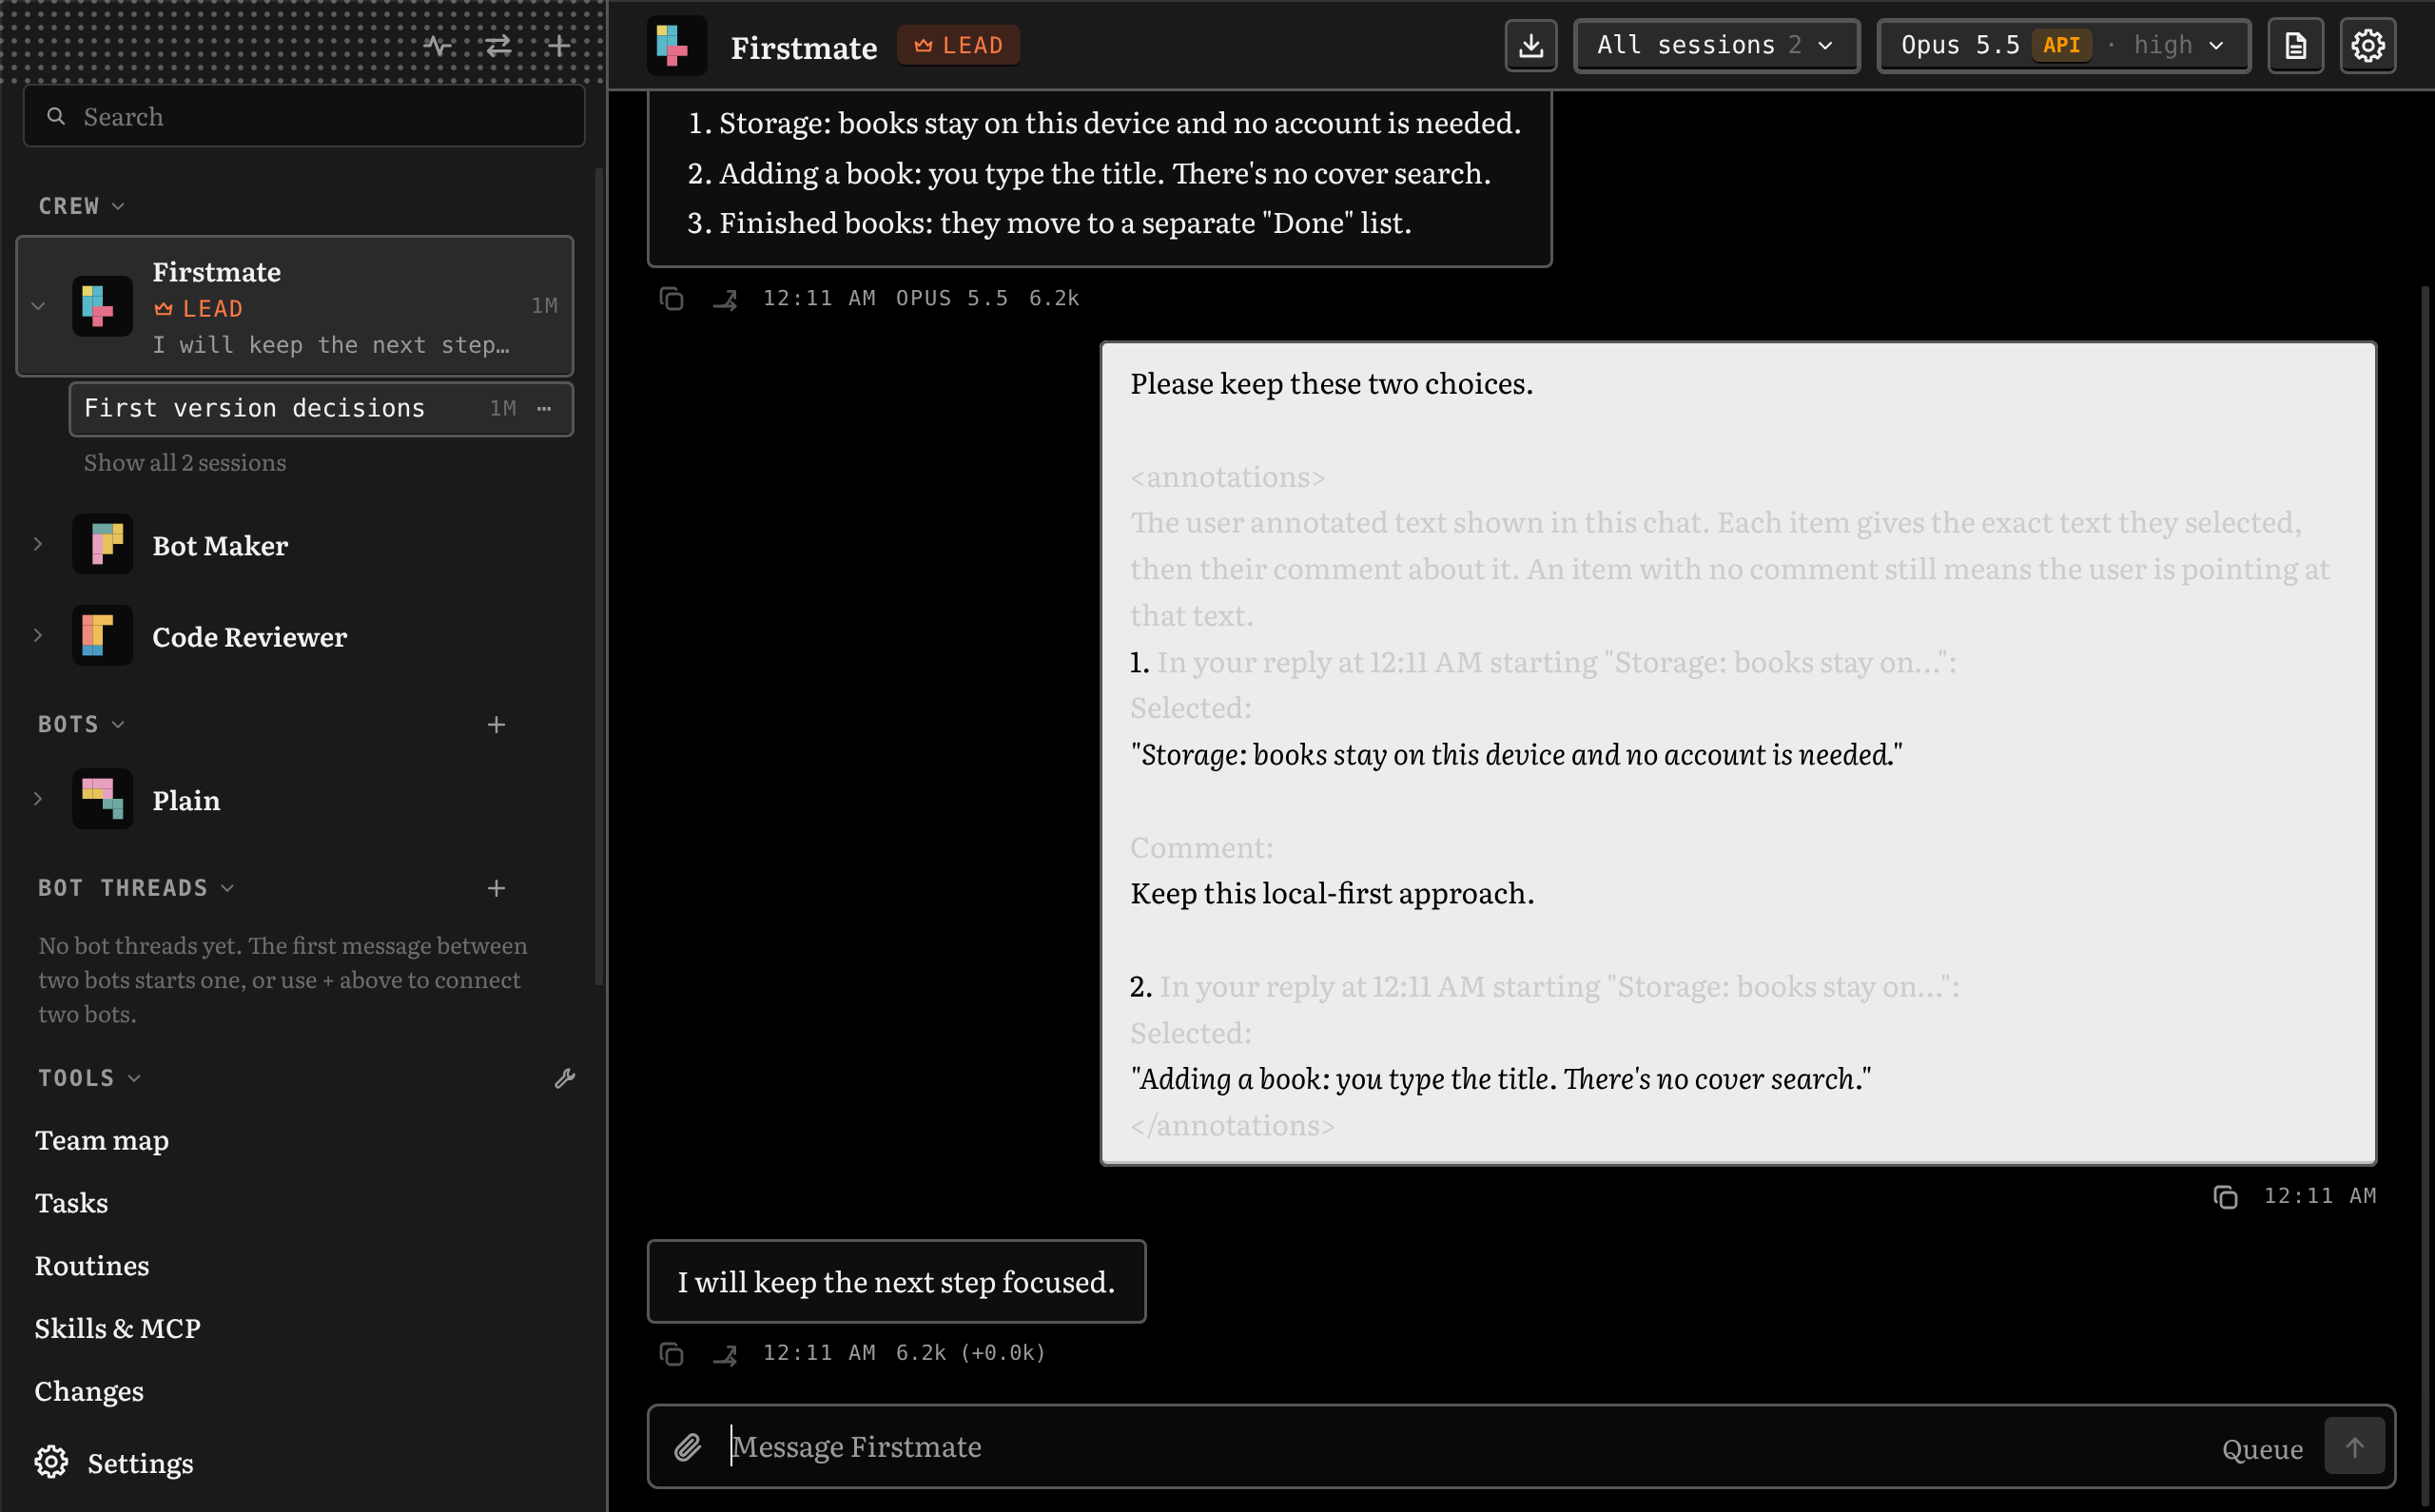 Search
CREW
Firstmate
LEAD
1M
I will keep the next step…
First version decisions 1M
Show all 2 sessions
Bot Maker
Code Reviewer
BOTS
Plain
BOT THREADS
No bot threads yet. The first message between
two bots starts one, or use + above to connect
two bots.
TOOLS
Team map
Tasks
Routines
Skills & MCP
Changes
Settings
Firstmate LEAD All sessions 2 Opus 5.5 API · high
1. Storage: books stay on this device and no account is needed.
2. Adding a book: you type the title. There's no cover search.
3. Finished books: they move to a separate "Done" list.
12:11 AM OPUS 5.5 6.2k
Please keep these two choices.
<annotations>
The user annotated text shown in this chat. Each item gives the exact text they selected,
then their comment about it. An item with no comment still means the user is pointing at
that text.
1. In your reply at 12:11 AM starting "Storage: books stay on…":
Selected:
"Storage: books stay on this device and no account is needed."
Comment:
Keep this local-first approach.
2. In your reply at 12:11 AM starting "Storage: books stay on…":
Selected:
"Adding a book: you type the title. There's no cover search."
</annotations>
12:11 AM
I will keep the next step focused.
12:11 AM 6.2k (+0.0k)
Message Firstmate
Queue